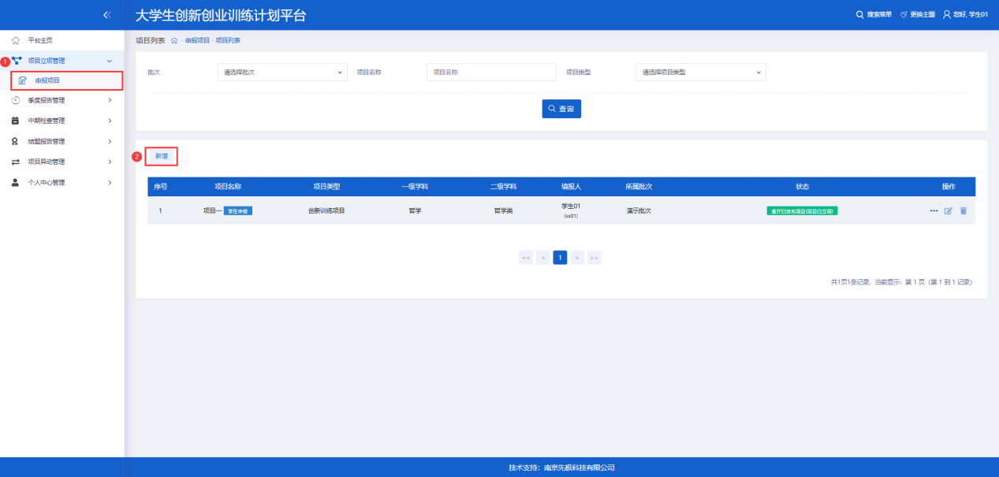 大学生创新创业训练计划平台
搜索菜单 更换主题 您好, 学生01
平台主页
1 项目立项管理
申报项目
季度报告管理
中期检查管理
结题报告管理
项目异动管理
个人中心管理
项目列表 申报项目 · 项目列表
批次 请选择批次 项目名称 项目名称 项目类型 请选择项目类型
查询
2 新增
序号 项目名称 项目类型 一级学科 二级学科 填报人 所属批次 状态 操作
1 项目一 学生申报 创新训练项目 哲学 哲学类 学生01 演示批次 省厅已发布项目(项目已立项)
(xs01)
<< < 1 > >>
共1页1条记录, 当前显示: 第 1 页 (第 1 到 1 记录)
技术支持: 南京先极科技有限公司